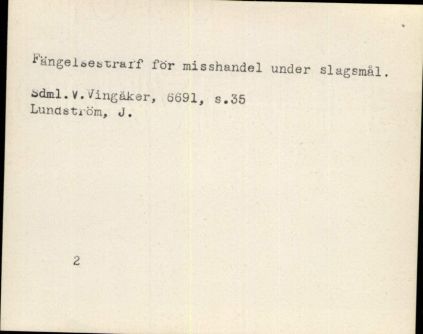 Fängelsestraff för misshandel under slagsmål.
Sdml.V.Vingåker, 6691, s.35
Lundström, J.
2